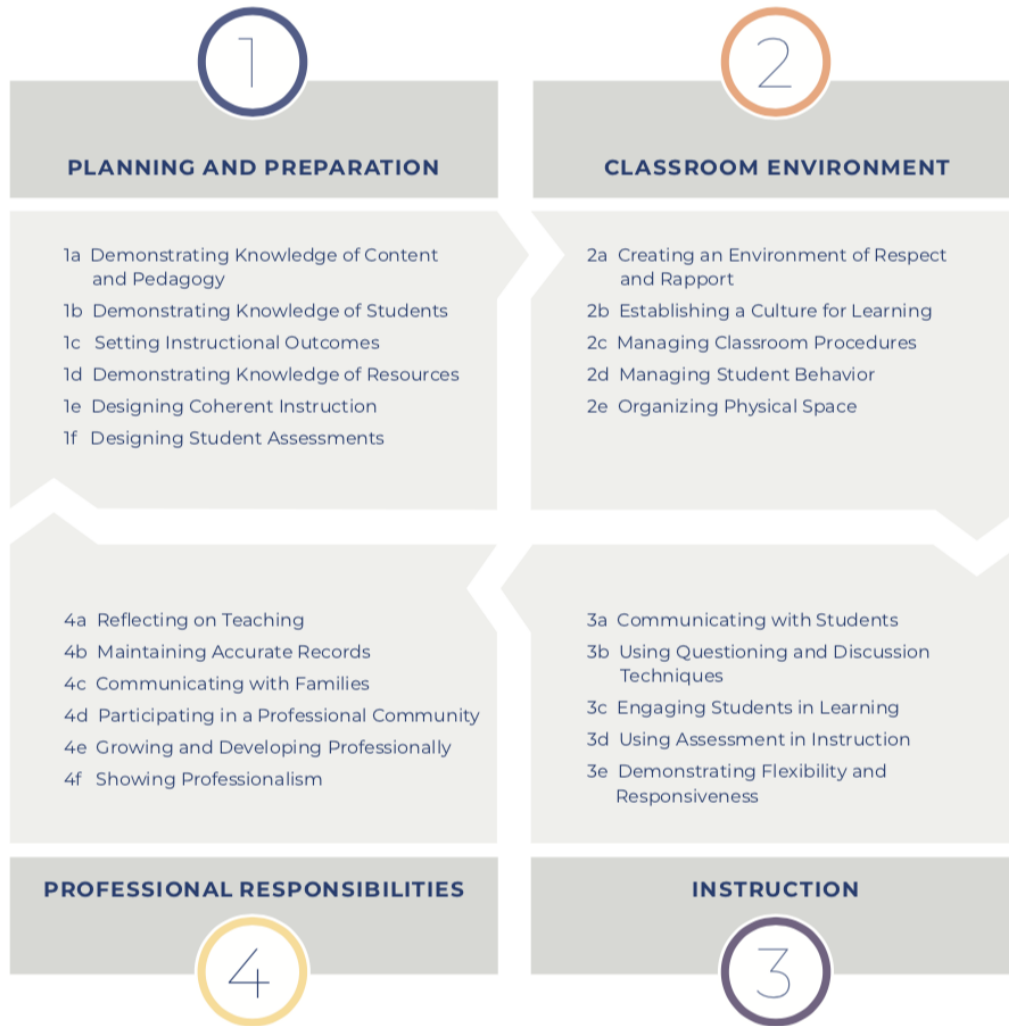 1
PLANNING AND PREPARATION
1a Demonstrating Knowledge of Content
and Pedagogy
1b Demonstrating Knowledge of Students
1c Setting Instructional Outcomes
1d Demonstrating Knowledge of Resources
1e Designing Coherent Instruction
1f Designing Student Assessments
2
CLASSROOM ENVIRONMENT
2a Creating an Environment of Respect
and Rapport
2b Establishing a Culture for Learning
2c Managing Classroom Procedures
2d Managing Student Behavior
2e Organizing Physical Space
3a Communicating with Students
3b Using Questioning and Discussion
Techniques
3c Engaging Students in Learning
3d Using Assessment in Instruction
3e Demonstrating Flexibility and
Responsiveness
INSTRUCTION
3
4a Reflecting on Teaching
4b Maintaining Accurate Records
4c Communicating with Families
4d Participating in a Professional Community
4e Growing and Developing Professionally
4f Showing Professionalism
PROFESSIONAL RESPONSIBILITIES
4